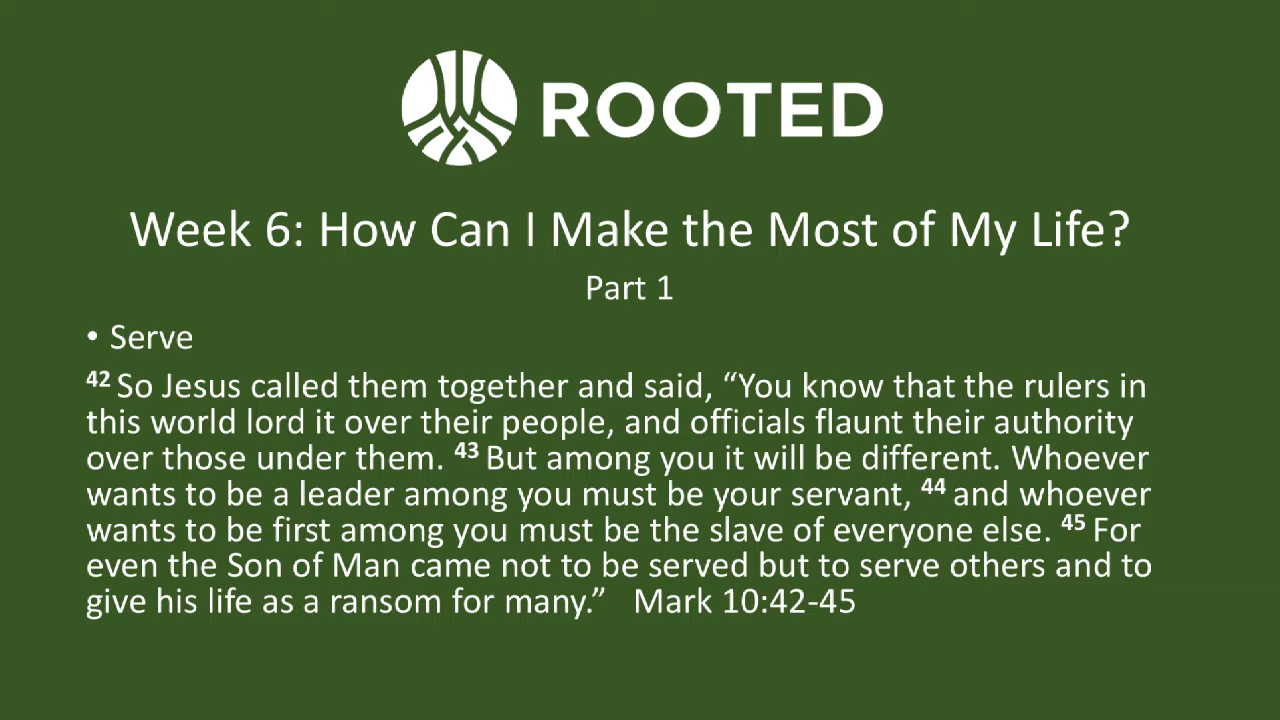 ROOTED
Week 6: How Can I Make the Most of My Life?
Part 1
• Serve
42 So Jesus called them together and said, “You know that the rulers in
this world lord it over their people, and officials flaunt their authority
over those under them. 43 But among you it will be different. Whoever
wants to be a leader among you must be your servant, 44 and whoever
wants to be first among you must be the slave of everyone else. 45 For
even the Son of Man came not to be served but to serve others and to
give his life as a ransom for many.” Mark 10:42-45